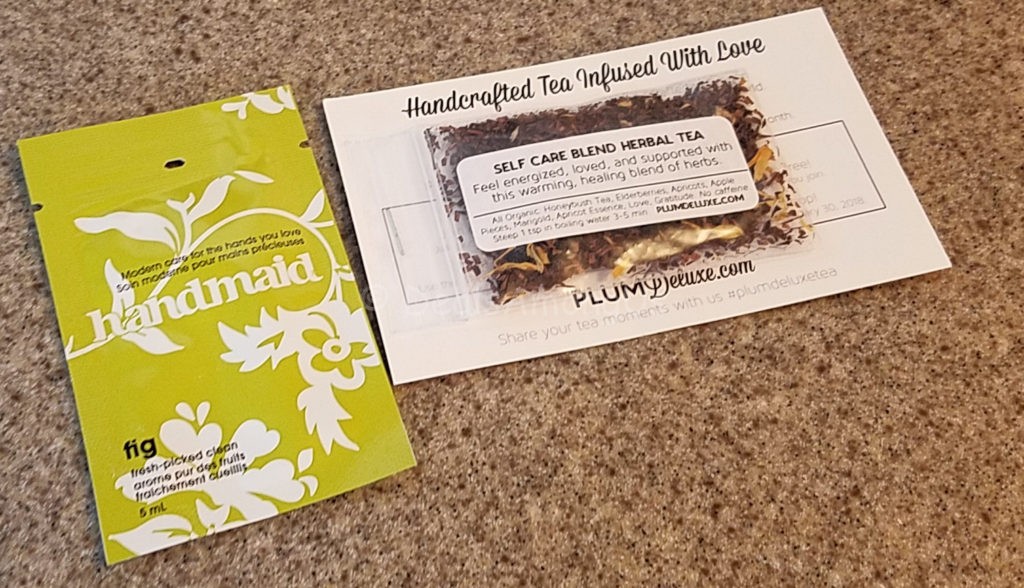 Modern care for the hands you love
Soin moderne pour mains précieuses
handmaid
fig
fresh-picked clean
arome pur des fruits
fraîchement cueillis
5 mL
Handcrafted Tea Infused With Love
SELF CARE BLEND HERBAL TEA
Feel energized, loved, and supported with
this warming, healing blend of herbs.
All Organic: Honeybush Tea, Elderberries, Apricots, Apple
Pieces, Marigold, Apricot Essence, Love, Gratitude. No caffeine
Steep 1 tsp in boiling water 3-5 min PLUMDELUXE.COM
PLUMDeluxe.com
Share your tea moments with us #plumdeluxetea